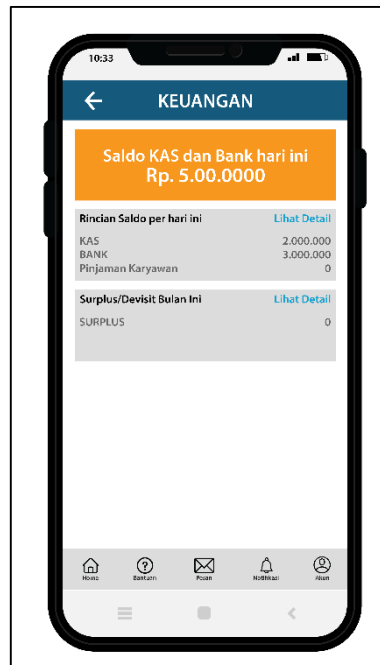 10:33
KEUANGAN
Saldo KAS dan Bank hari ini
Rp. 5.00.0000
Rincian Saldo per hari ini Lihat Detail
KAS 2.000.000
BANK 3.000.000
Pinjaman Karyawan 0
Surplus/Devisit Bulan Ini Lihat Detail
SURPLUS 0
Home Bantuan Pesan Notifikasi Akun